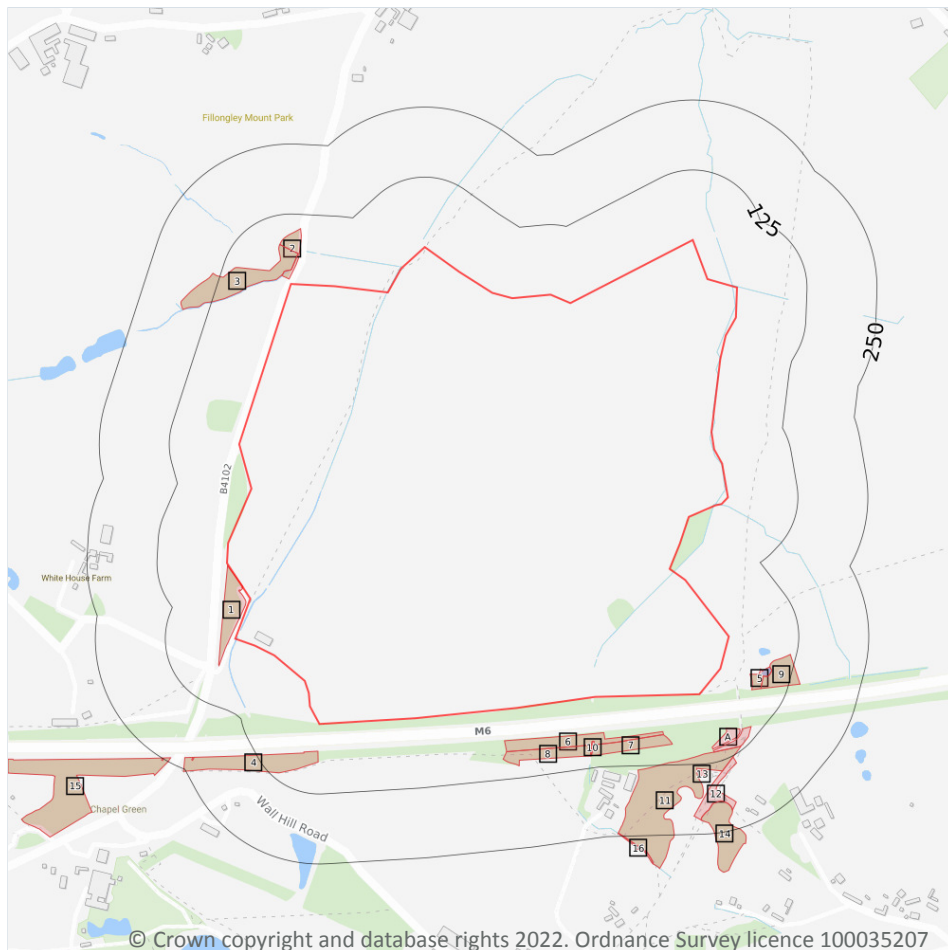 Fillongley Mount Park
125
2
3
250
B4102
White House Farm
1
5
9
A
M6
6
8
10
7
4
13
15
12
11
Chapel Green
Wall Hill Road
14
16
© Crown copyright and database rights 2022. Ordnance Survey licence 100035207